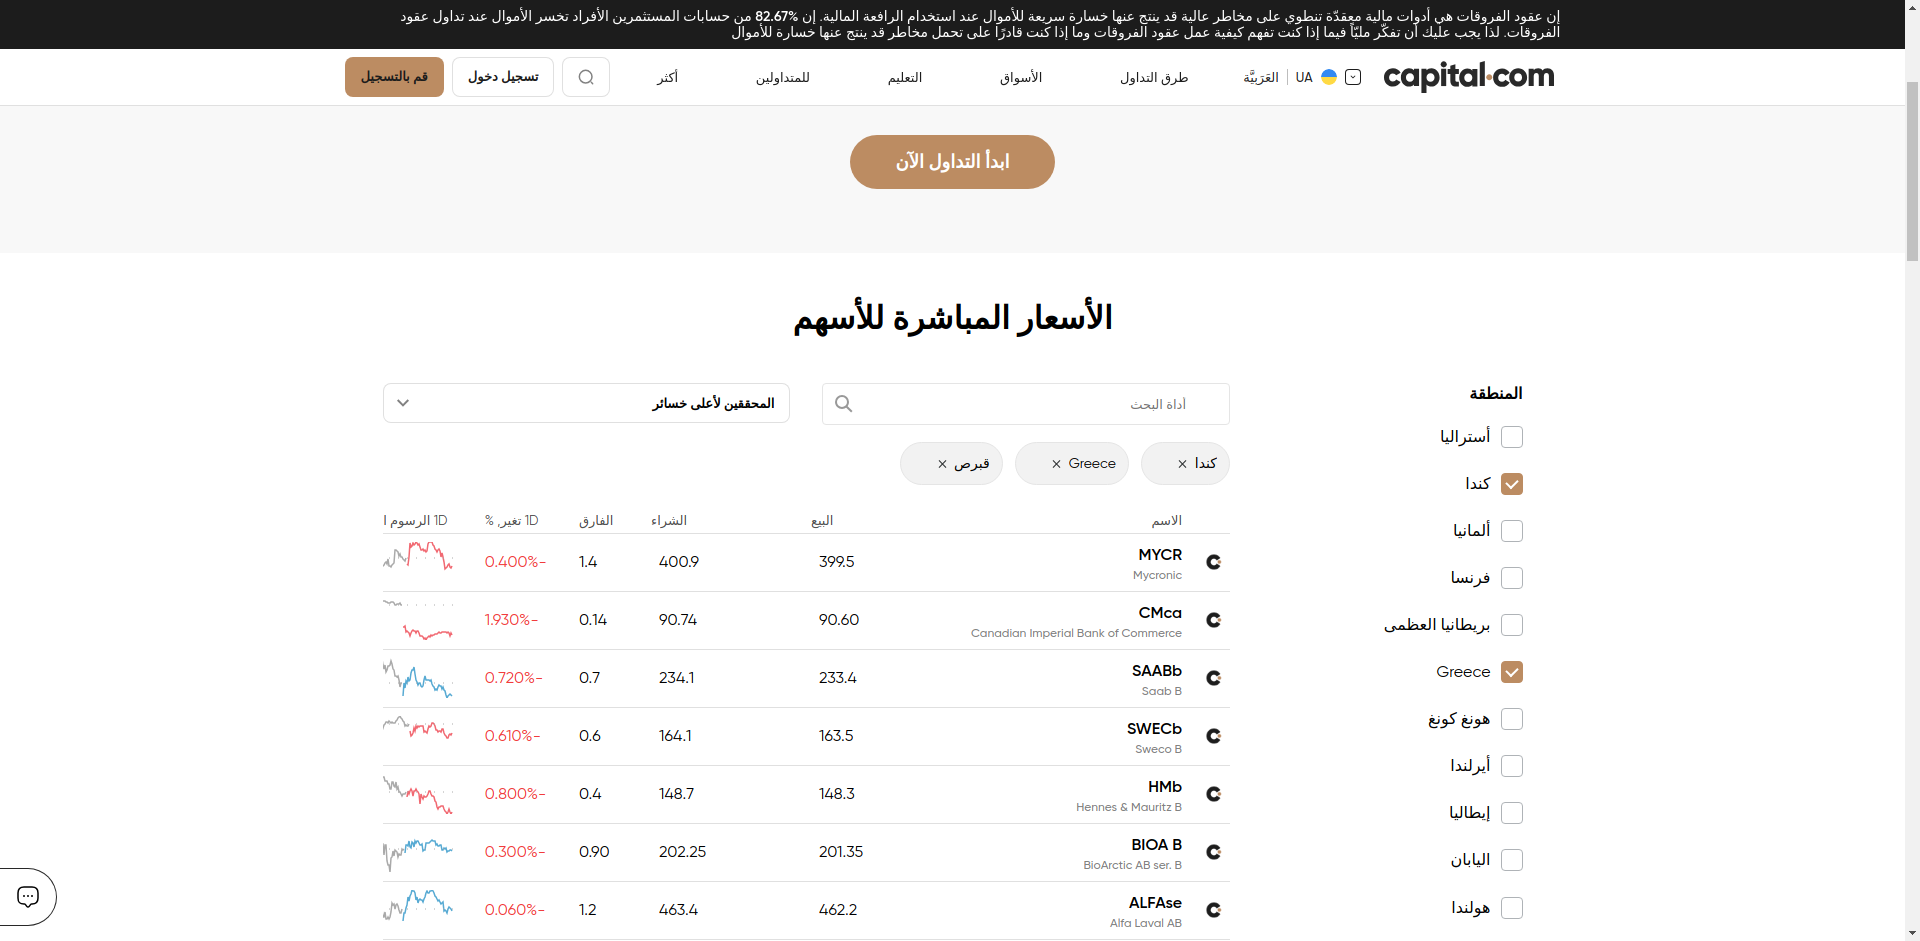 إن عقود الفروقات هي أدوات مالية معقدّة تنطوي على مخاطر عالية قد ينتج عنها خسارة سريعة للأموال عند استخدام الرافعة المالية. إن 82.67% من حسابات المستثمرين الأفراد تخسر الأموال عند تداول عقود
الفروقات. لذا يجب عليك أن تفكّر مليّاً فيما إذا كنت تفهم كيفية عمل عقود الفروقات وما إذا كنت قادرًا على تحمل مخاطر قد ينتج عنها خسارة للأموال
capital.com
UA العَرَبِيَّة
طرق التداول
الأسواق
التعليم
للمتداولين
أكثر
تسجيل دخول
قم بالتسجيل
ابدأ التداول الآن
الأسعار المباشرة للأسهم
المنطقة
أستراليا
كندا
ألمانيا
فرنسا
بريطانيا العظمى
Greece
هونغ كونغ
أيرلندا
إيطاليا
اليابان
هولندا
أداة البحث
المحققين لأعلى خسائر
كندا
Greece
قبرص
الاسم البيع الشراء الفارق 1D تغير, % 1D الرسوم ا
MYCR 399.5 400.9 1.4 0.400%-
Mycronic
CMca 90.60 90.74 0.14 1.930%-
Canadian Imperial Bank of Commerce
SAABb 233.4 234.1 0.7 0.720%-
Saab B
SWECb 163.5 164.1 0.6 0.610%-
Sweco B
HMb 148.3 148.7 0.4 0.800%-
Hennes & Mauritz B
BIOA B 201.35 202.25 0.90 0.300%-
BioArctic AB ser. B
ALFAse 462.2 463.4 1.2 0.060%-
Alfa Laval AB